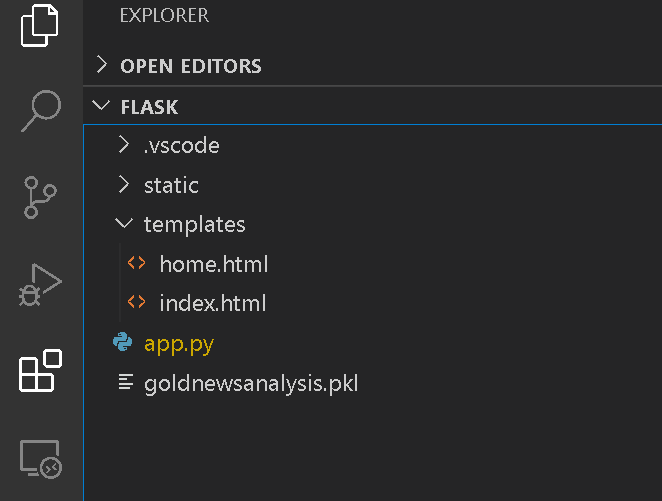 EXPLORER
OPEN EDITORS
FLASK
.vscode
static
templates
home.html
index.html
app.py
goldnewsanalysis.pkl